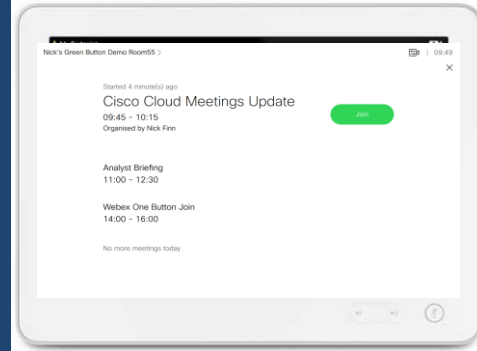 Nick's Green Button Demo Room55 >
09:49
Started 4 minute(s) ago
Cisco Cloud Meetings Update
09:45 - 10:15
Organised by Nick Finn
Join
Analyst Briefing
11:00 - 12:30
Webex One Button Join
14:00 - 16:00
No more meetings today